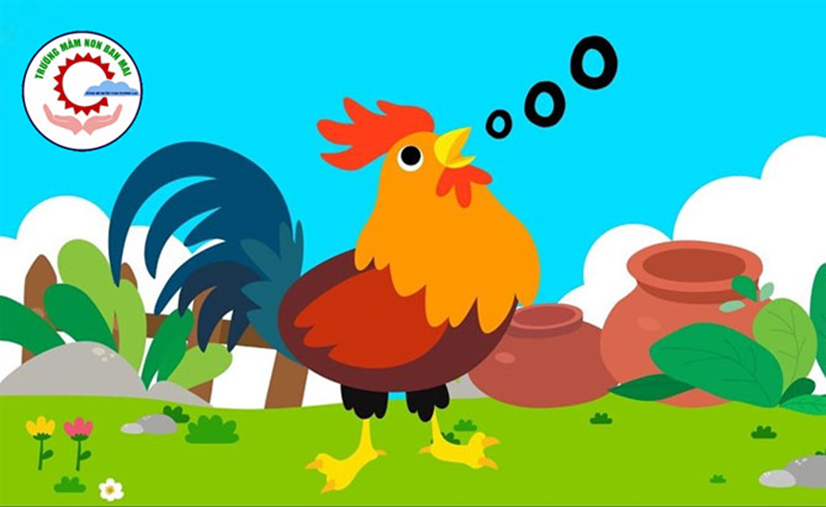 TRƯỜNG MẦM NON BAN MAI
O O O